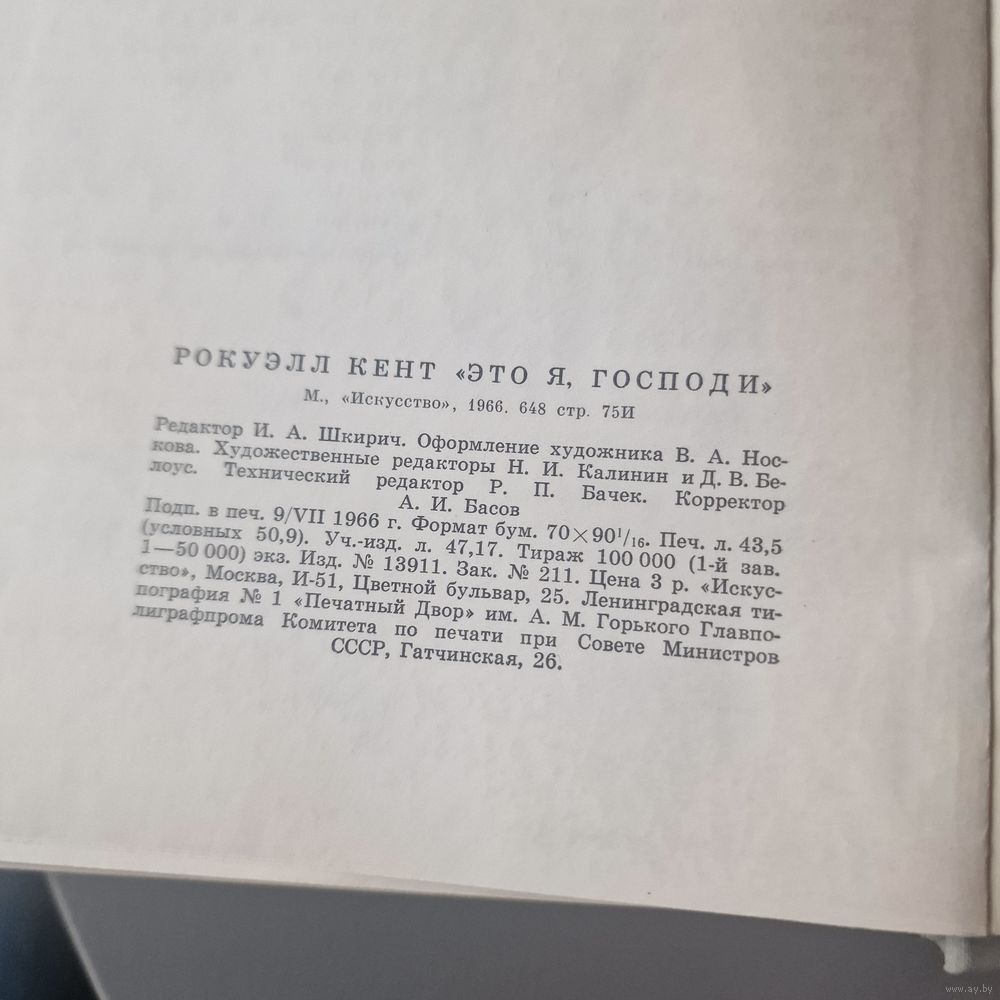 РОКУЭЛЛ КЕНТ «ЭТО Я, ГОСПОДИ»
М., «Искусство», 1966. 648 стр. 75И
Редактор И. А. Шкирич. Оформление художника В. А. Нос-
кова. Художественные редакторы Н. И. Калинин и Д. В. Бе-
лоус. Технический редактор Р. П. Бачек. Корректор
А. И. Басов
Подп. в печ. 9/VII 1966 г. Формат бум. 70×90¹/₁₆. Печ. л. 43,5
(условных 50,9). Уч.-изд. л. 47,17. Тираж 100 000 (1-й зав.
1—50 000) экз. Изд. № 13911. Зак. № 211. Цена 3 р. «Искус-
ство», Москва, И-51, Цветной бульвар, 25. Ленинградская ти-
пография № 1 «Печатный Двор» им. А. М. Горького Главпо-
лиграфпрома Комитета по печати при Совете Министров
СССР, Гатчинская, 26.
www.ay.by